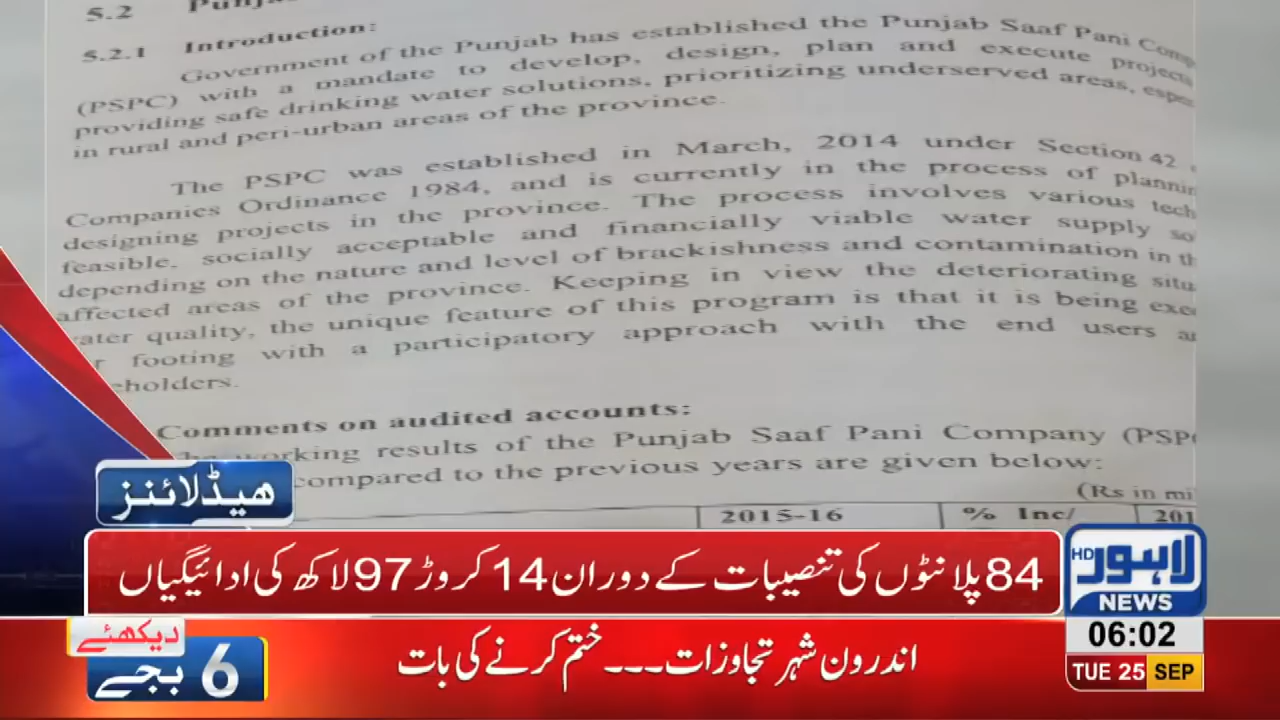 5.2
5.2.1 Introduction:
Government of the Punjab has established the Punjab Saaf Pani
(PSPC) with a mandate to develop, design, plan and execute projects
providing safe drinking water solutions, prioritizing underserved areas,
in rural and peri-urban areas of the province.
The PSPC was established in March, 2014 under Section 42
Companies Ordinance 1984, and is currently in the process of
designing projects in the province. The process involves various
feasible, socially acceptable and financially viable water supply
depending on the nature and level of brackishness and contamination in
affected areas of the province. Keeping in view the deteriorating
quality, the unique feature of this program is that it is being
footing with a participatory approach with the end users
Comments on audited accounts:
working results of the Punjab Saaf Pani Company
compared to the previous years are given below:
(Rs in
2015-16 % Inc/
ھیڈلائنز
84 پلانٹوں کی تنصیبات کے دوران 14 کروڑ 97 لاکھ کی ادائیگیاں
لاہور HD
NEWS
06:02
TUE 25 SEP
دیکھئے
6 بجے
اندرون شہر تجاوزات۔۔۔ ختم کرنے کی بات